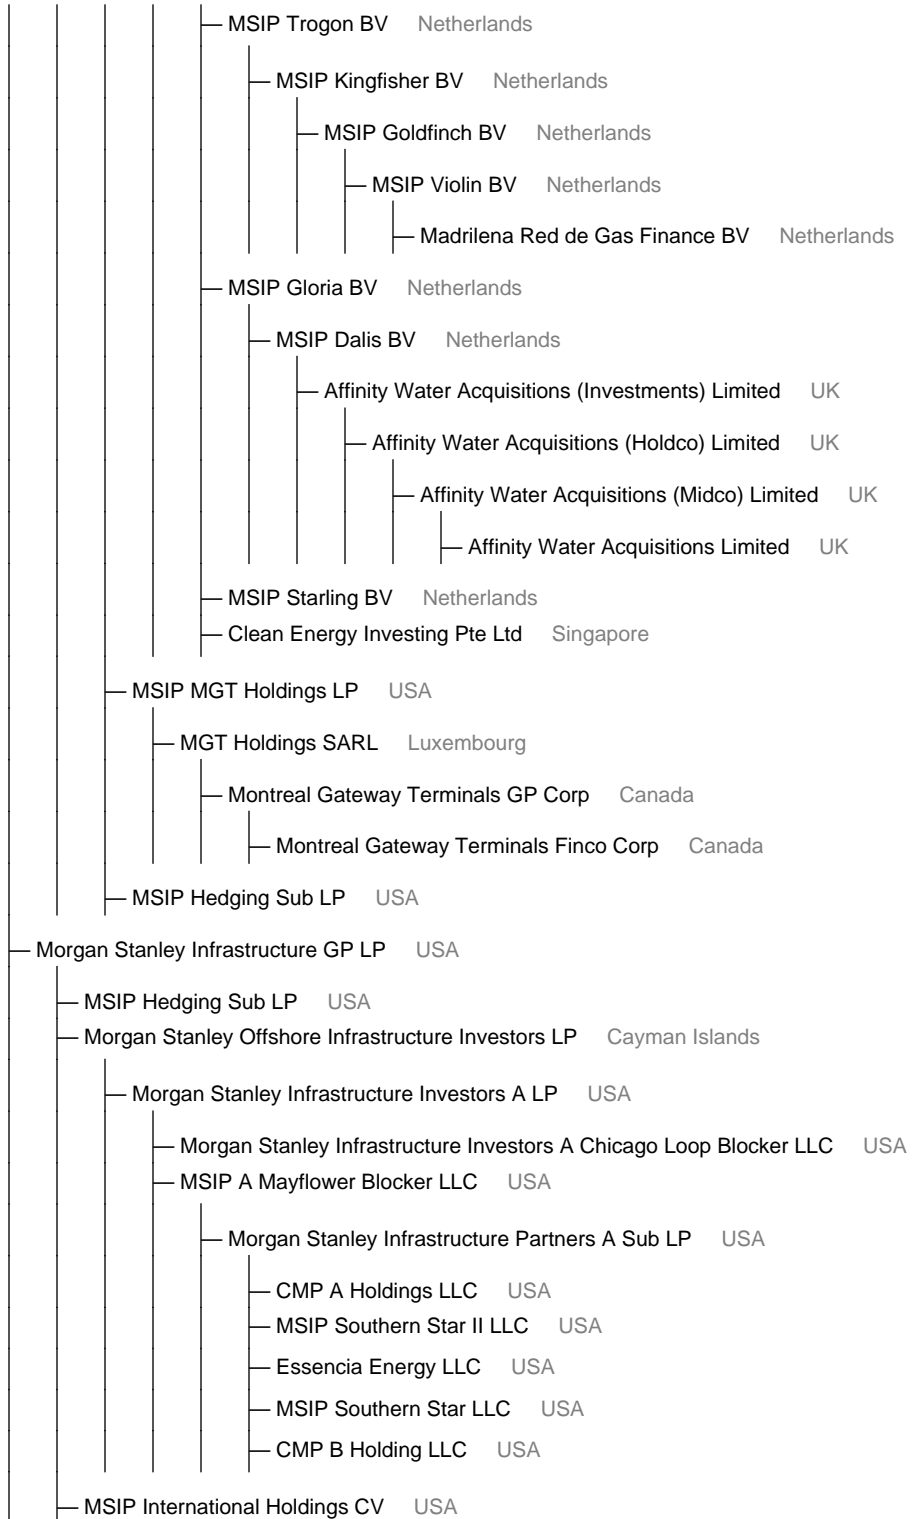 MSIP Trogon BV Netherlands
MSIP Kingfisher BV Netherlands
MSIP Goldfinch BV Netherlands
MSIP Violin BV Netherlands
Madrilena Red de Gas Finance BV Netherlands
MSIP Gloria BV Netherlands
MSIP Dalis BV Netherlands
Affinity Water Acquisitions (Investments) Limited UK
Affinity Water Acquisitions (Holdco) Limited UK
Affinity Water Acquisitions (Midco) Limited UK
Affinity Water Acquisitions Limited UK
MSIP Starling BV Netherlands
Clean Energy Investing Pte Ltd Singapore
MSIP MGT Holdings LP USA
MGT Holdings SARL Luxembourg
Montreal Gateway Terminals GP Corp Canada
Montreal Gateway Terminals Finco Corp Canada
MSIP Hedging Sub LP USA
Morgan Stanley Infrastructure GP LP USA
MSIP Hedging Sub LP USA
Morgan Stanley Offshore Infrastructure Investors LP Cayman Islands
Morgan Stanley Infrastructure Investors A LP USA
Morgan Stanley Infrastructure Investors A Chicago Loop Blocker LLC USA
MSIP A Mayflower Blocker LLC USA
Morgan Stanley Infrastructure Partners A Sub LP USA
CMP A Holdings LLC USA
MSIP Southern Star II LLC USA
Essencia Energy LLC USA
MSIP Southern Star LLC USA
CMP B Holding LLC USA
MSIP International Holdings CV USA